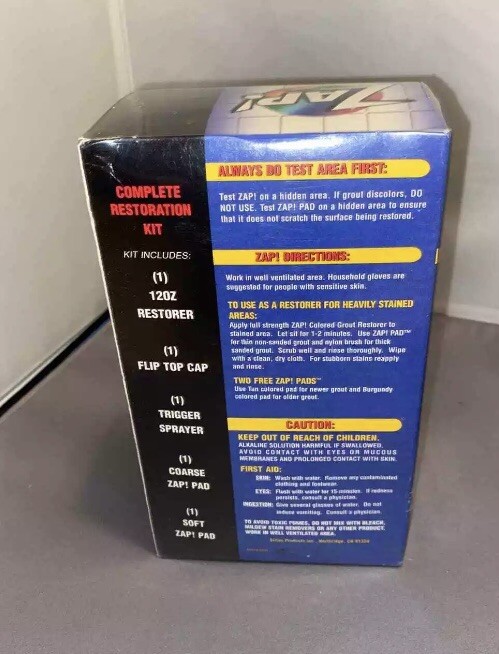 ZAP!
COMPLETE
RESTORATION
KIT
KIT INCLUDES:
(1)
12OZ
RESTORER
(1)
FLIP TOP CAP
(1)
TRIGGER
SPRAYER
(1)
COARSE
ZAP! PAD
(1)
SOFT
ZAP! PAD
ALWAYS DO TEST AREA FIRST:
Test ZAP! on a hidden area. If grout discolors, DO
NOT USE. Test ZAP! PAD on a hidden area to ensure
that it does not scratch the surface being restored.
ZAP! DIRECTIONS:
Work in well ventilated area. Household gloves are
suggested for people with sensitive skin.
TO USE AS A RESTORER FOR HEAVILY STAINED
AREAS:
Apply full strength ZAP! Colored Grout Restorer to
stained area. Let sit for 1-2 minutes. Use ZAP! PAD™
for thin non-sanded grout and nylon brush for thick
sanded grout. Scrub well and rinse thoroughly. Wipe
with a clean, dry cloth. For stubborn stains reapply
and rinse.
TWO FREE ZAP! PADS™
Use Tan colored pad for newer grout and Burgundy
colored pad for older grout.
CAUTION:
KEEP OUT OF REACH OF CHILDREN.
ALKALINE SOLUTION HARMFUL IF SWALLOWED.
AVOID CONTACT WITH EYES OR MUCOUS
MEMBRANES AND PROLONGED CONTACT WITH SKIN.
FIRST AID:
SKIN: Wash with water. Remove any contaminated
clothing and footwear.
EYES: Flush with water for 15 minutes. If redness
persists, consult a physician.
INGESTION: Give several glasses of water. Do not
induce vomiting. Consult a physician.
TO AVOID TOXIC FUMES, DO NOT MIX WITH BLEACH,
MILDEW STAIN REMOVERS OR ANY OTHER PRODUCT.
WORK IN WELL VENTILATED AREA.
Products Inc., Northridge, CA